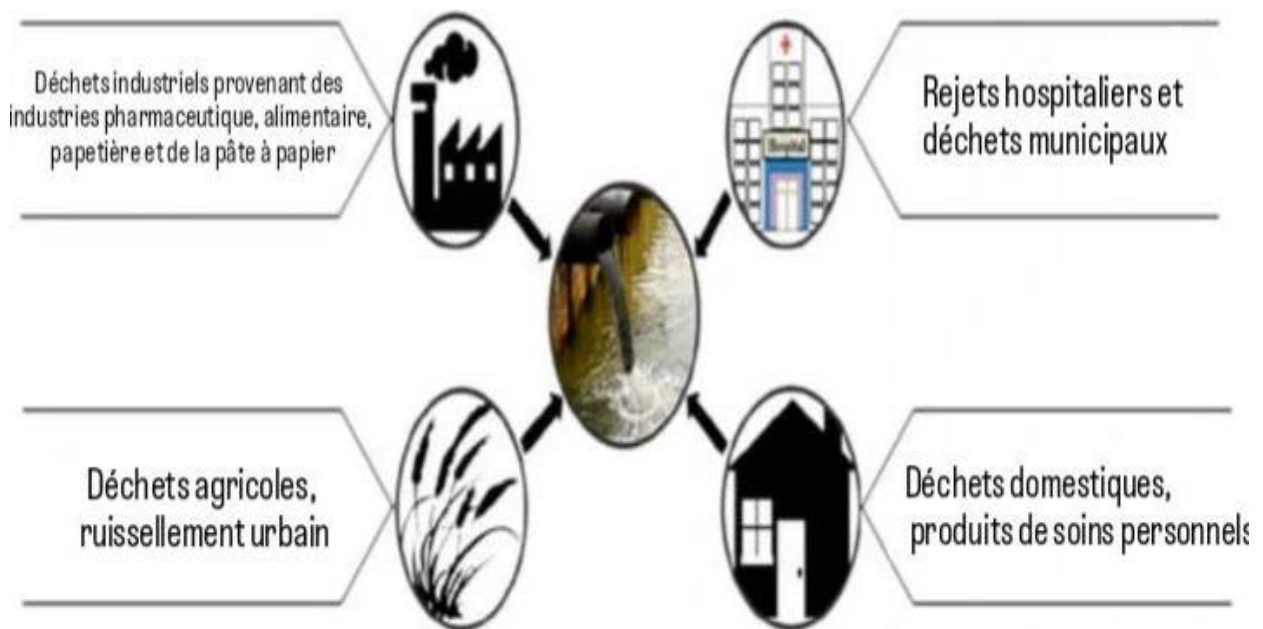 Déchets industriels provenant des
industries pharmaceutique, alimentaire,
papetière et de la pâte à papier
Rejets hospitaliers et
déchets municipaux
Hospital
Déchets agricoles,
ruissellement urbain
Déchets domestiques,
produits de soins personnels